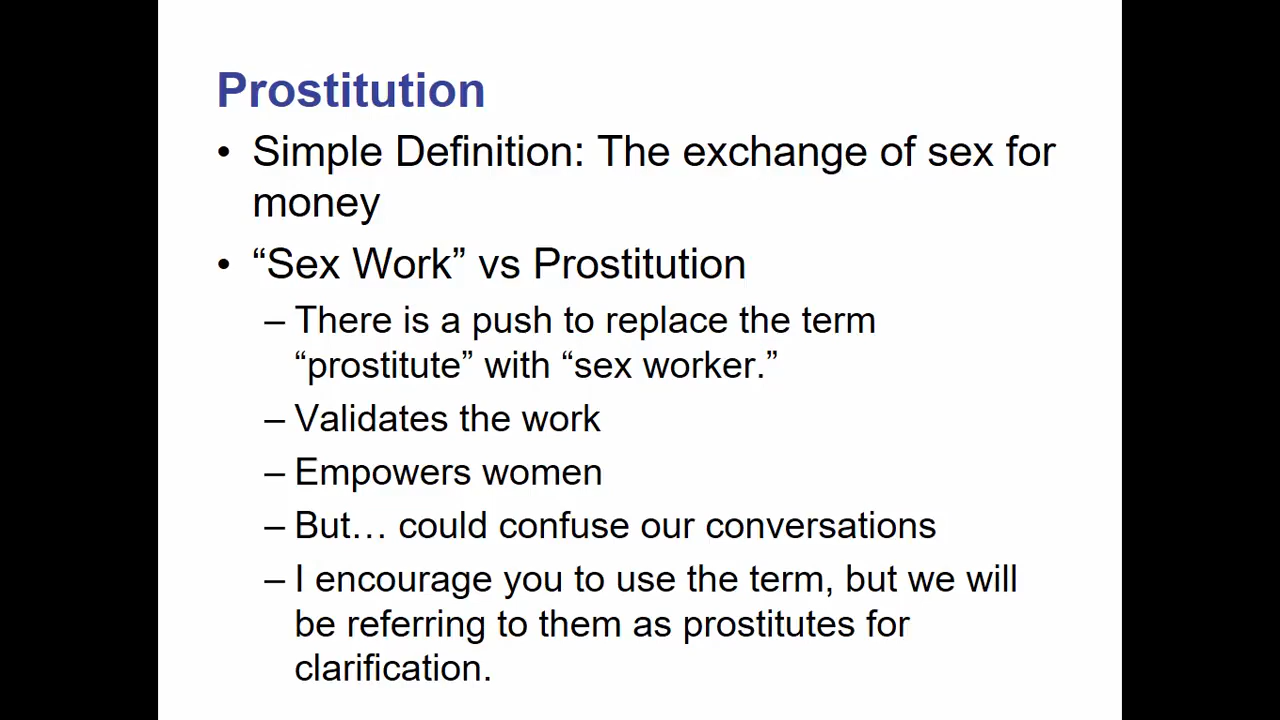 Prostitution
• Simple Definition: The exchange of sex for
money
• “Sex Work” vs Prostitution
– There is a push to replace the term
“prostitute” with “sex worker.”
– Validates the work
– Empowers women
– But… could confuse our conversations
– I encourage you to use the term, but we will
be referring to them as prostitutes for
clarification.